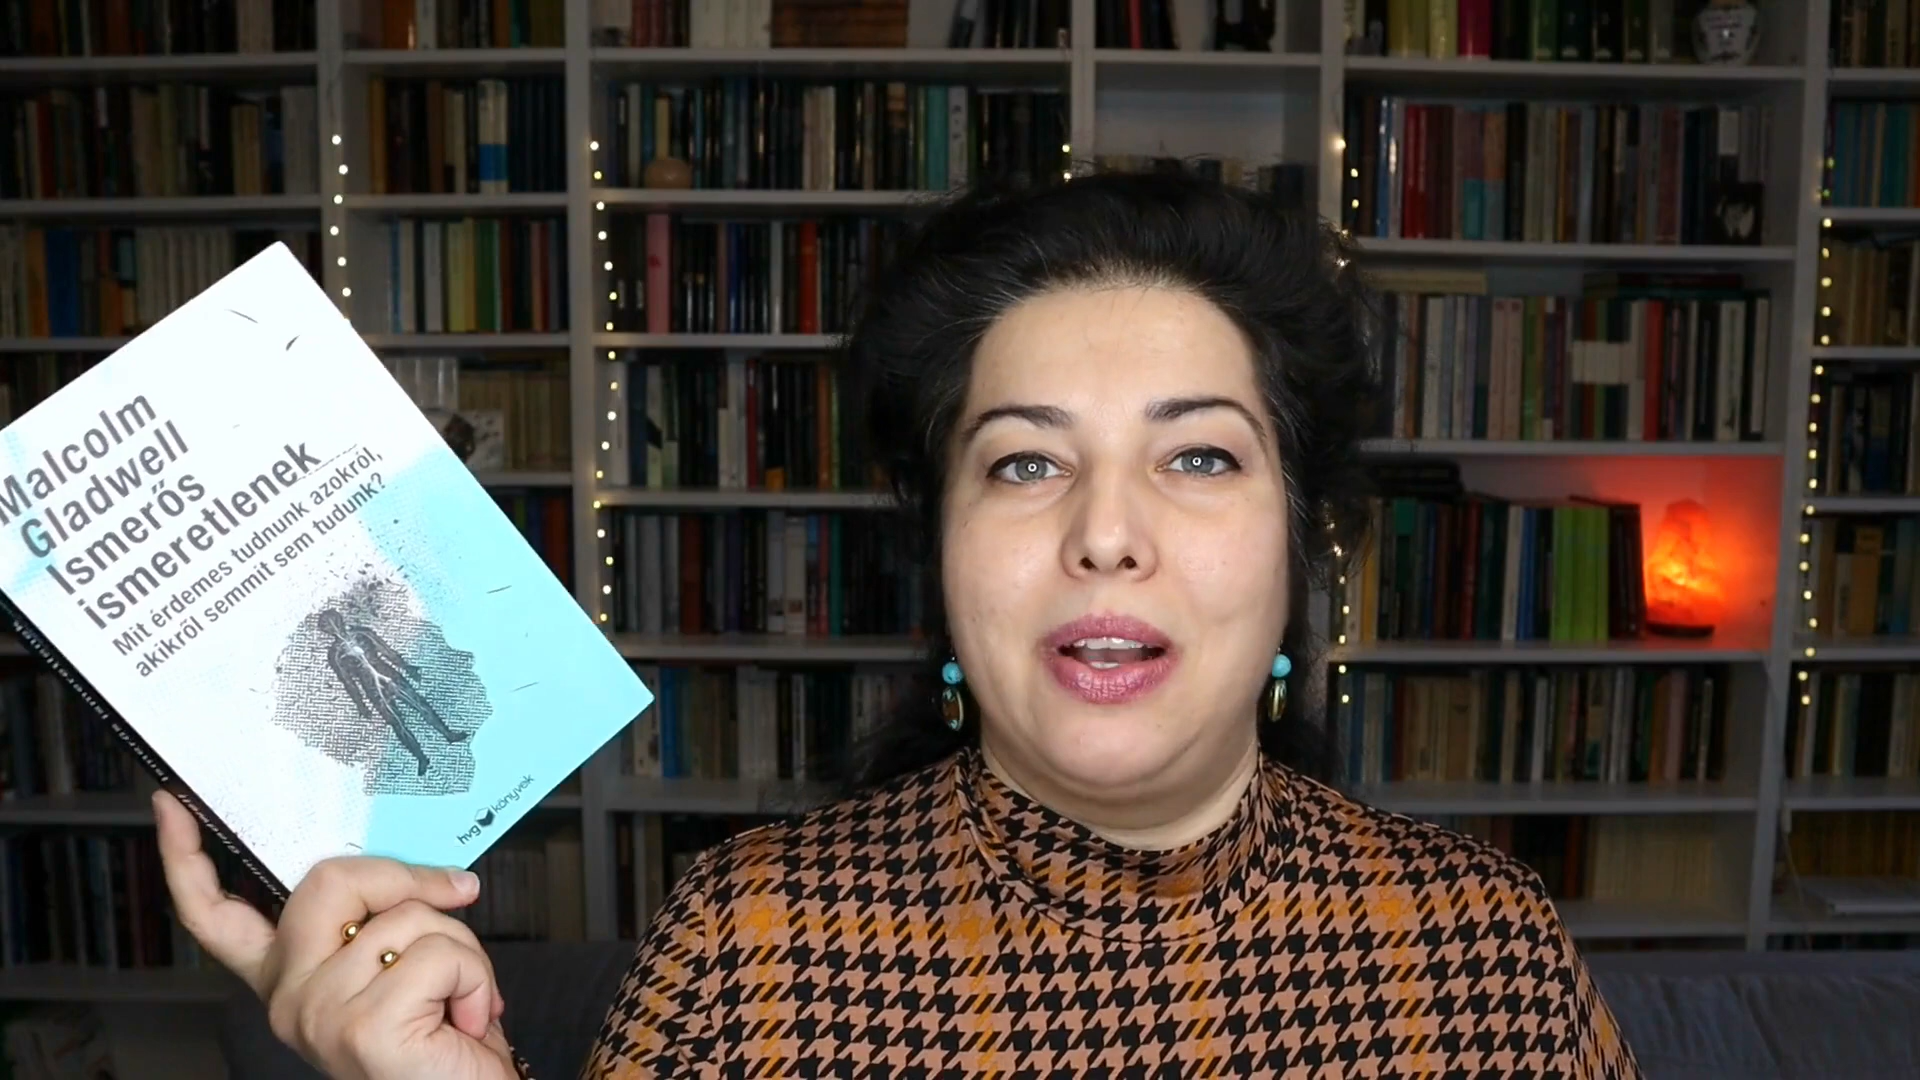 Malcolm
Gladwell
Ismerős
ismeretlenek
Mit érdemes tudnunk azokról,
akikről semmit sem tudunk?
hvg könyvek